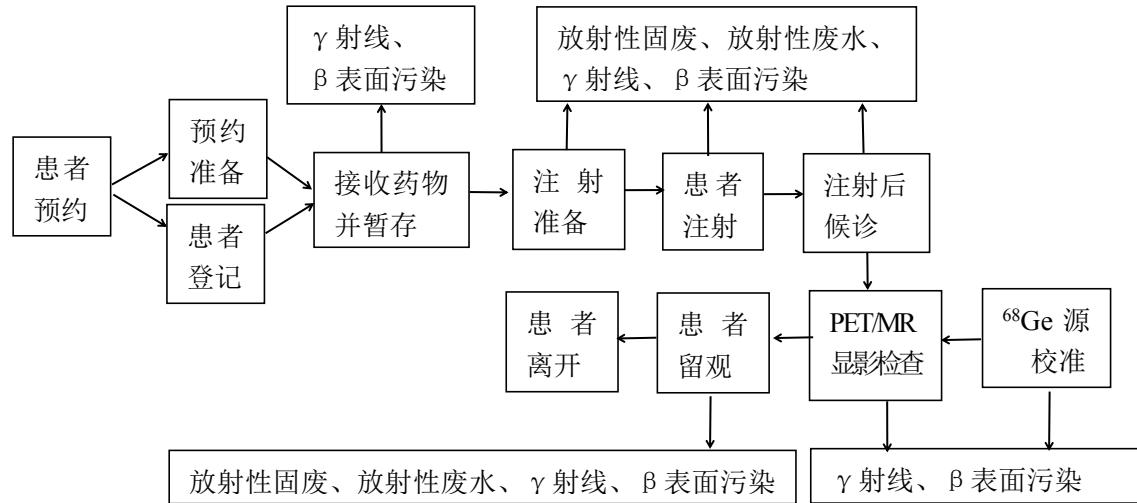 γ射线、
β表面污染
放射性固废、放射性废水、
γ射线、β表面污染
患者
预约
预约
准备
患者
登记
接收药物
并暂存
注射
准备
患者
注射
注射后
候诊
患者
离开
患者
留观
PET/MR
显影检查
⁶⁸Ge 源
校准
放射性固废、放射性废水、γ射线、β表面污染
γ射线、β表面污染